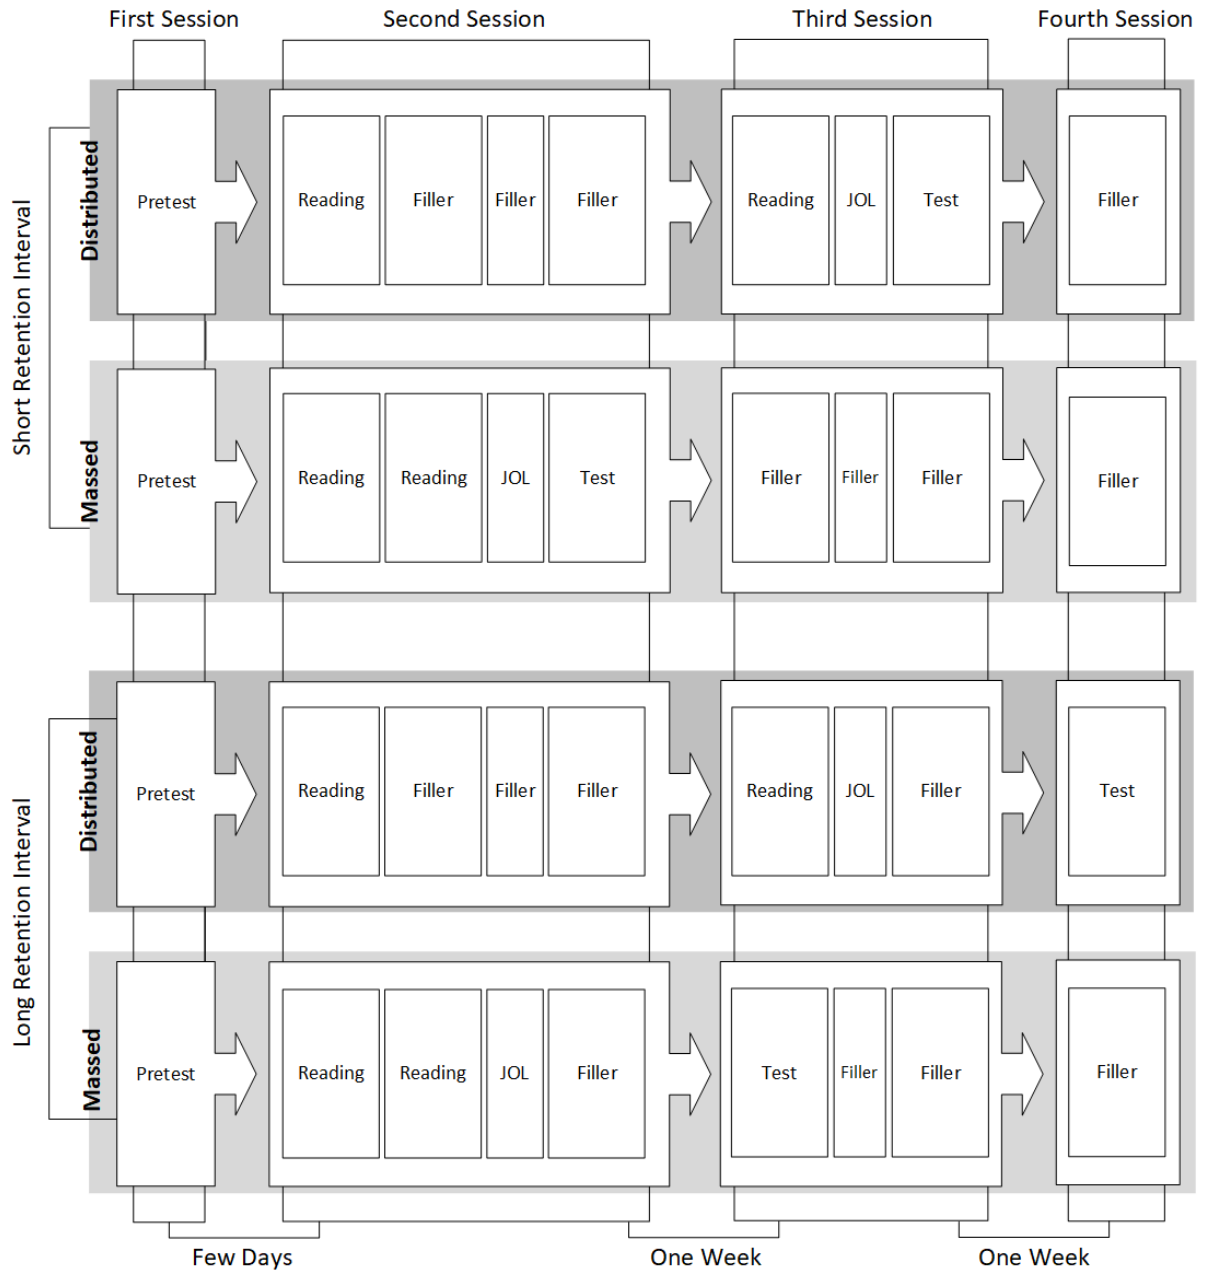 First Session
Second Session
Third Session
Fourth Session
Short Retention Interval
Distributed
Pretest
Reading
Filler
Filler
Filler
Reading
JOL
Test
Filler
Massed
Pretest
Reading
Reading
JOL
Test
Filler
Filler
Filler
Filler
Long Retention Interval
Distributed
Pretest
Reading
Filler
Filler
Filler
Reading
JOL
Filler
Test
Massed
Pretest
Reading
Reading
JOL
Filler
Test
Filler
Filler
Filler
Few Days
One Week
One Week